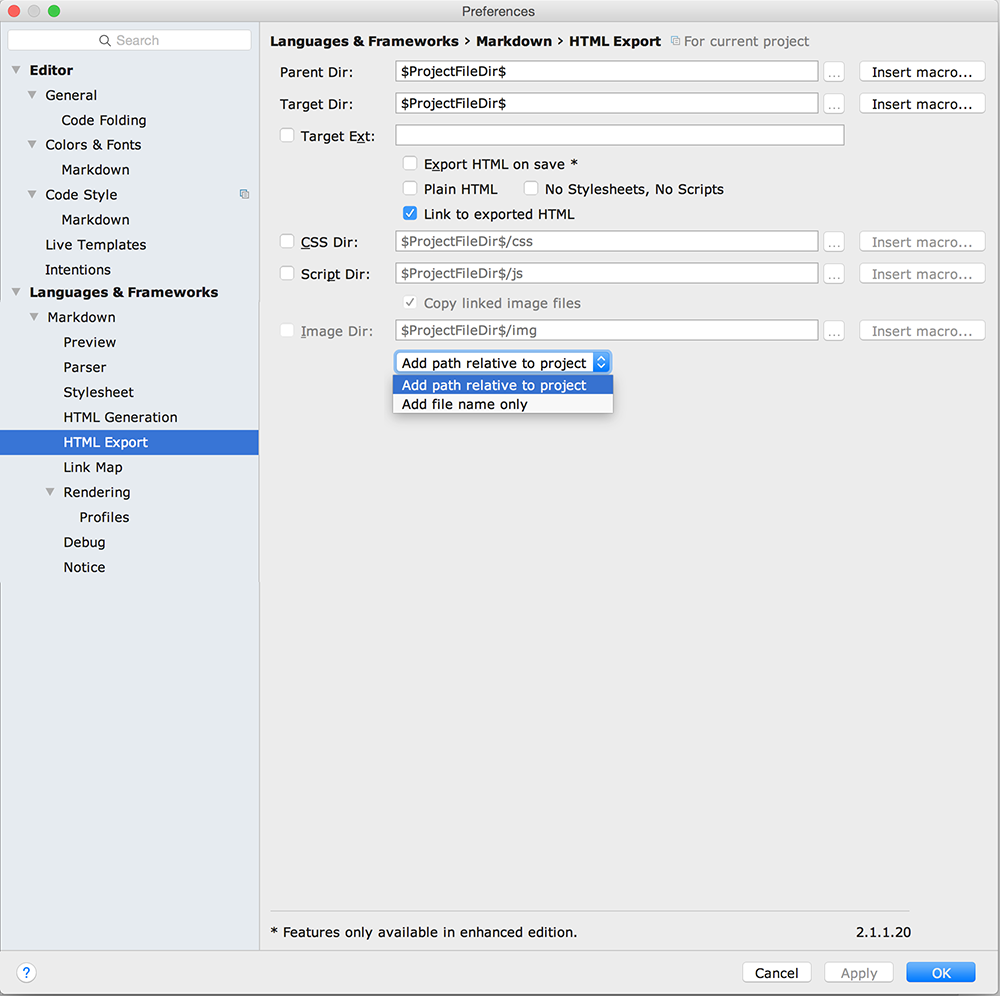 Preferences
Search
Languages & Frameworks › Markdown › HTML Export For current project
Editor
General
Code Folding
Colors & Fonts
Markdown
Code Style
Markdown
Live Templates
Intentions
Languages & Frameworks
Markdown
Preview
Parser
Stylesheet
HTML Generation
HTML Export
Link Map
Rendering
Profiles
Debug
Notice
Parent Dir: $ProjectFileDir$ ... Insert macro...
Target Dir: $ProjectFileDir$ ... Insert macro...
Target Ext:
Export HTML on save *
Plain HTML No Stylesheets, No Scripts
Link to exported HTML
CSS Dir: $ProjectFileDir$/css ... Insert macro...
Script Dir: $ProjectFileDir$/js ... Insert macro...
Copy linked image files
Image Dir: $ProjectFileDir$/img ... Insert macro...
Add path relative to project
Add path relative to project
Add file name only
* Features only available in enhanced edition. 2.1.1.20
? Cancel Apply OK